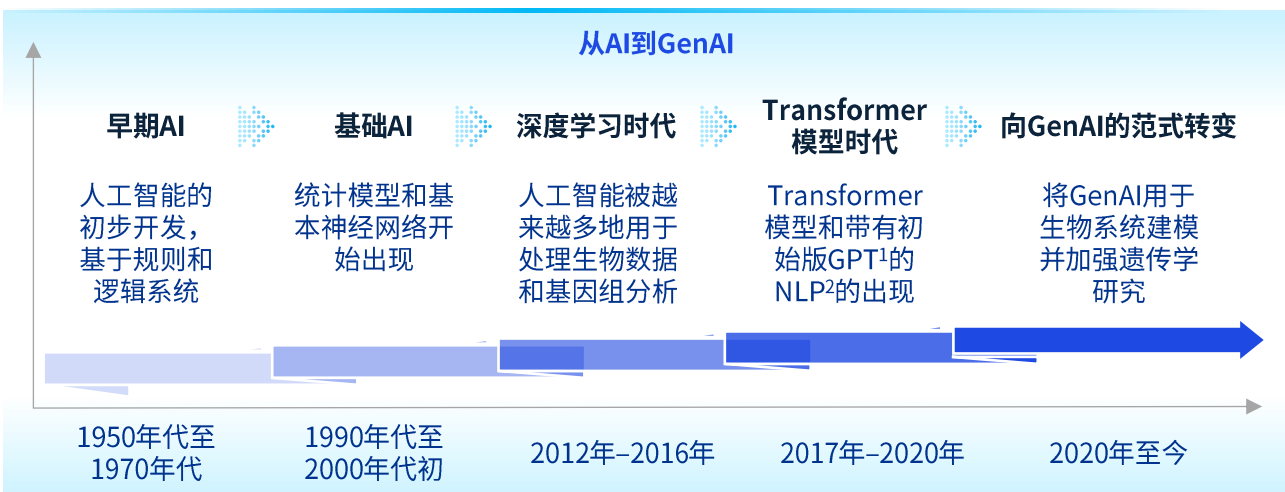 从AI到GenAI
早期AI
基础AI
深度学习时代
Transformer
模型时代
向GenAI的范式转变
人工智能的
初步开发，
基于规则和
逻辑系统
统计模型和基
本神经网络开
始出现
人工智能被越
来越多地用于
处理生物数据
和基因组分析
Transformer
模型和带有初
始版GPT¹的
NLP²的出现
将GenAI用于
生物系统建模
并加强遗传学
研究
1950年代至
1970年代
1990年代至
2000年代初
2012年–2016年
2017年–2020年
2020年至今